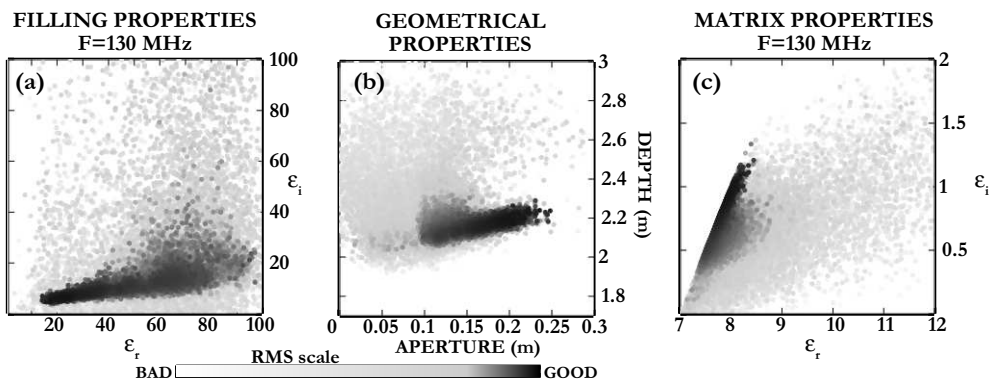 FILLING PROPERTIES
F=130 MHz
GEOMETRICAL
PROPERTIES
MATRIX PROPERTIES
F=130 MHz
(a)
100
80
60
εi
40
20
20 40 60 80 100
εr
(b)
3
2.8
2.6
2.4
2.2
2
1.8
1.7
DEPTH (m)
0 0.05 0.1 0.15 0.2 0.25 0.3
APERTURE (m)
(c)
2
1.5
1
εi
0.5
7 8 9 10 11 12
εr
RMS scale
BAD GOOD